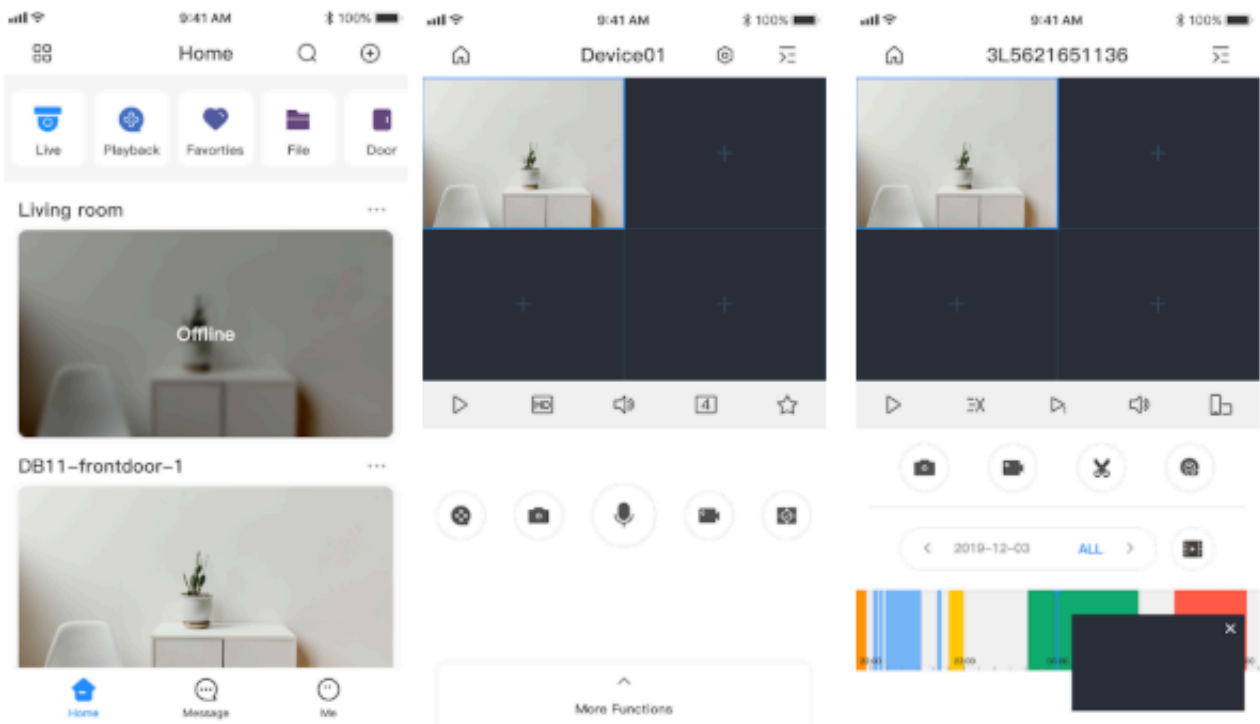 9:41 AM
100%
Home
Live
Playback
Favorties
File
Door
Living room
Offline
DB11-frontdoor-1
Home
Message
Me
9:41 AM
100%
Device01
HD
4
More Functions
9:41 AM
100%
3L5621651136
2019-12-03
ALL